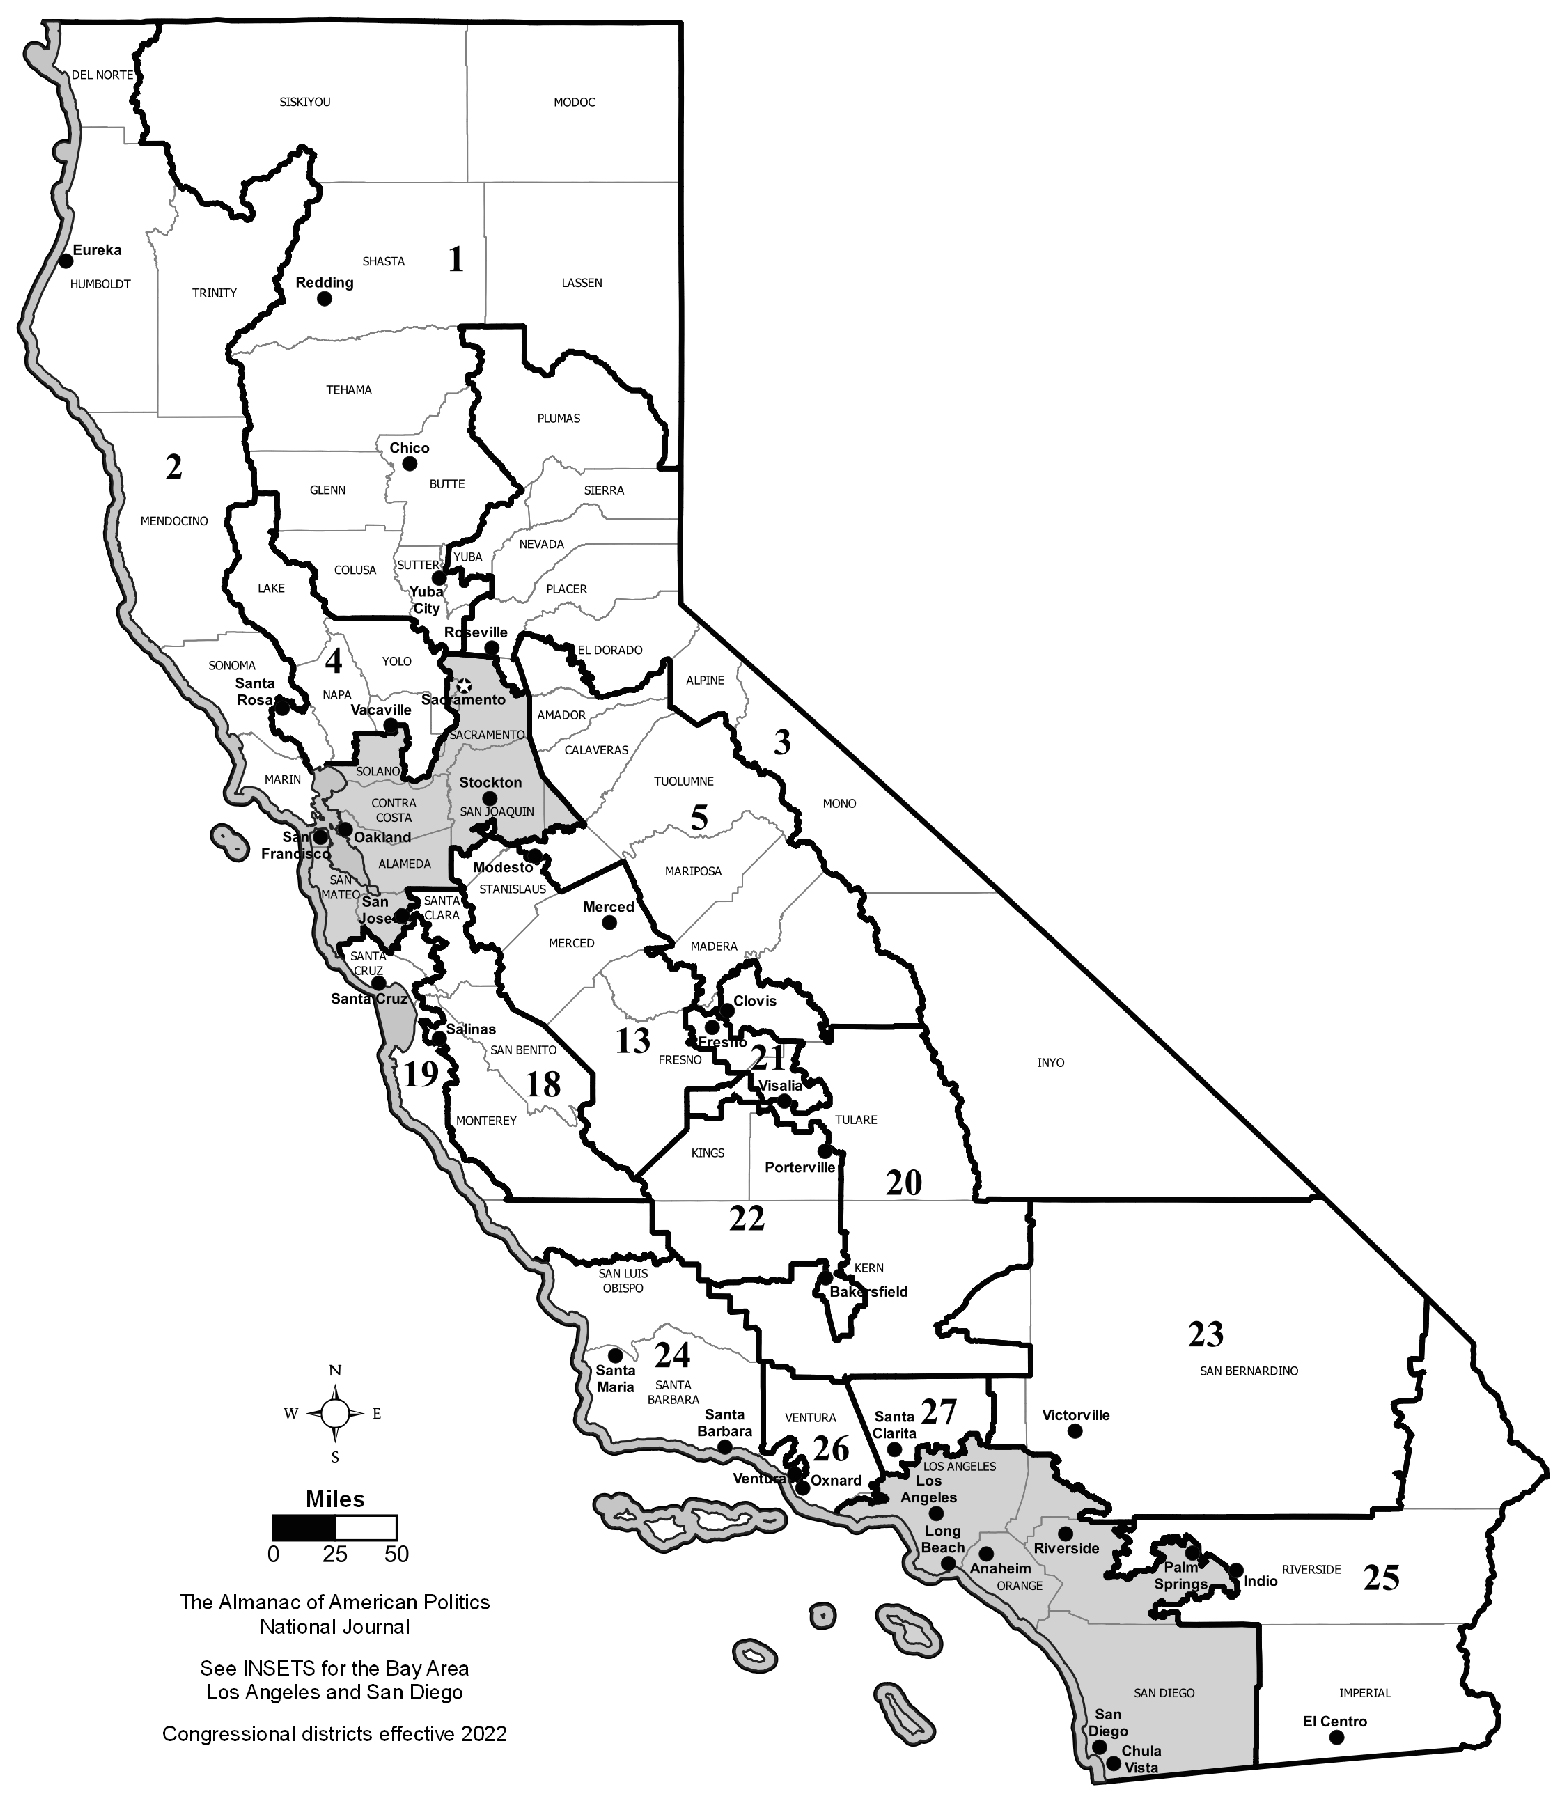 DEL NORTE
SISKIYOU
MODOC
Eureka
HUMBOLDT
TRINITY
SHASTA
1
Redding
LASSEN
TEHAMA
PLUMAS
Chico
2
GLENN
BUTTE
SIERRA
MENDOCINO
NEVADA
COLUSA
SUTTER
YUBA
LAKE
Yuba
City
PLACER
Roseville
SONOMA
4
YOLO
EL DORADO
Santa
Rosa
NAPA
Vacaville
Sacramento
ALPINE
AMADOR
SACRAMENTO
CALAVERAS
3
MARIN
SOLANO
Stockton
TUOLUMNE
CONTRA
COSTA
SAN JOAQUIN
5
MONO
San
Francisco
Oakland
ALAMEDA
Modesto
STANISLAUS
MARIPOSA
SAN
MATEO
San
Jose
SANTA
CLARA
Merced
MERCED
MADERA
SANTA
CRUZ
Santa Cruz
Clovis
Salinas
13
Fresno
SAN BENITO
FRESNO
21
INYO
19
18
Visalia
MONTEREY
TULARE
KINGS
Porterville
20
22
SAN LUIS
OBISPO
KERN
Bakersfield
23
24
Santa
Maria
SANTA
BARBARA
SAN BERNARDINO
N
W
E
S
Santa
Barbara
VENTURA
26
Santa
Clarita
27
Victorville
Ventura
Oxnard
LOS ANGELES
Los
Angeles
Long
Beach
Anaheim
ORANGE
Riverside
Palm
Springs
Indio
RIVERSIDE
25
Miles
0
25
50
The Almanac of American Politics
National Journal
See INSETS for the Bay Area
Los Angeles and San Diego
Congressional districts effective 2022
SAN DIEGO
IMPERIAL
San
Diego
El Centro
Chula
Vista